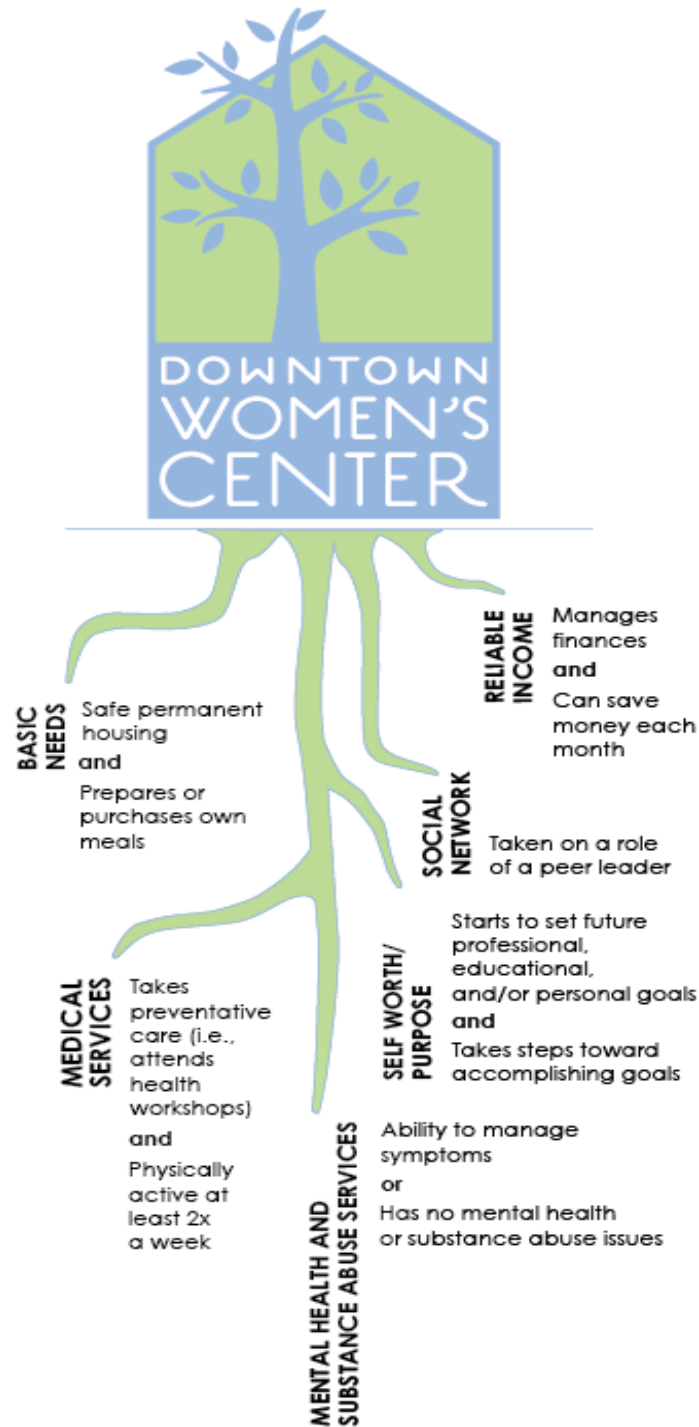 DOWNTOWN
WOMEN'S
CENTER
BASIC
NEEDS
Safe permanent
housing
and
Prepares or
purchases own
meals
RELIABLE
INCOME
Manages
finances
and
Can save
money each
month
SOCIAL
NETWORK
Taken on a role
of a peer leader
MEDICAL
SERVICES
Takes
preventative
care (i.e.,
attends
health
workshops)
and
Physically
active at
least 2x
a week
SELF WORTH/
PURPOSE
Starts to set future
professional,
educational,
and/or personal goals
and
Takes steps toward
accomplishing goals
MENTAL HEALTH AND
SUBSTANCE ABUSE SERVICES
Ability to manage
symptoms
or
Has no mental health
or substance abuse issues